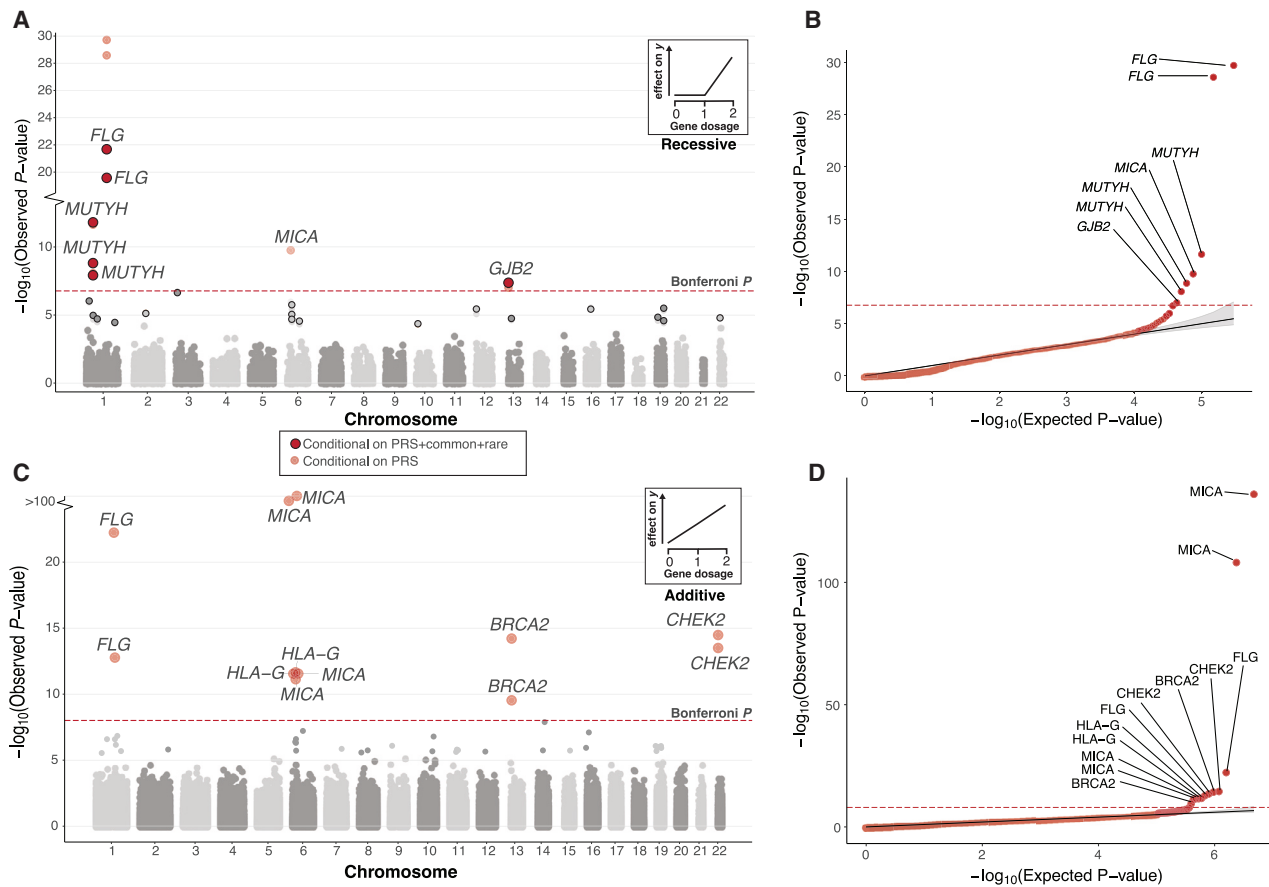 A
−log10(Observed P−value)
30
28
26
24
22
20
10
5
0
FLG
FLG
MUTYH
MUTYH
MUTYH
MICA
GJB2
Bonferroni P
effect on y
0 1 2
Gene dosage
Recessive
1 2 3 4 5 6 7 8 9 10 11 12 13 14 15 16 17 18 19 20 21 22
Chromosome
B
−log10(Observed P−value)
30
25
20
15
10
5
0
FLG
FLG
MUTYH
MICA
MUTYH
MUTYH
GJB2
0 1 2 3 4 5
−log10(Expected P−value)
Conditional on PRS+common+rare
Conditional on PRS
C
−log10(Observed P−value)
>100
20
15
10
5
0
MICA
MICA
FLG
FLG
HLA−G
HLA−G
MICA
MICA
BRCA2
BRCA2
CHEK2
CHEK2
Bonferroni P
effect on y
0 1 2
Gene dosage
Additive
1 2 3 4 5 6 7 8 9 10 11 12 13 14 15 16 17 18 19 20 21 22
Chromosome
D
−log10(Observed P−value)
100
50
0
MICA
MICA
FLG
CHEK2
BRCA2
CHEK2
FLG
HLA−G
HLA−G
MICA
MICA
BRCA2
0 2 4 6
−log10(Expected P−value)